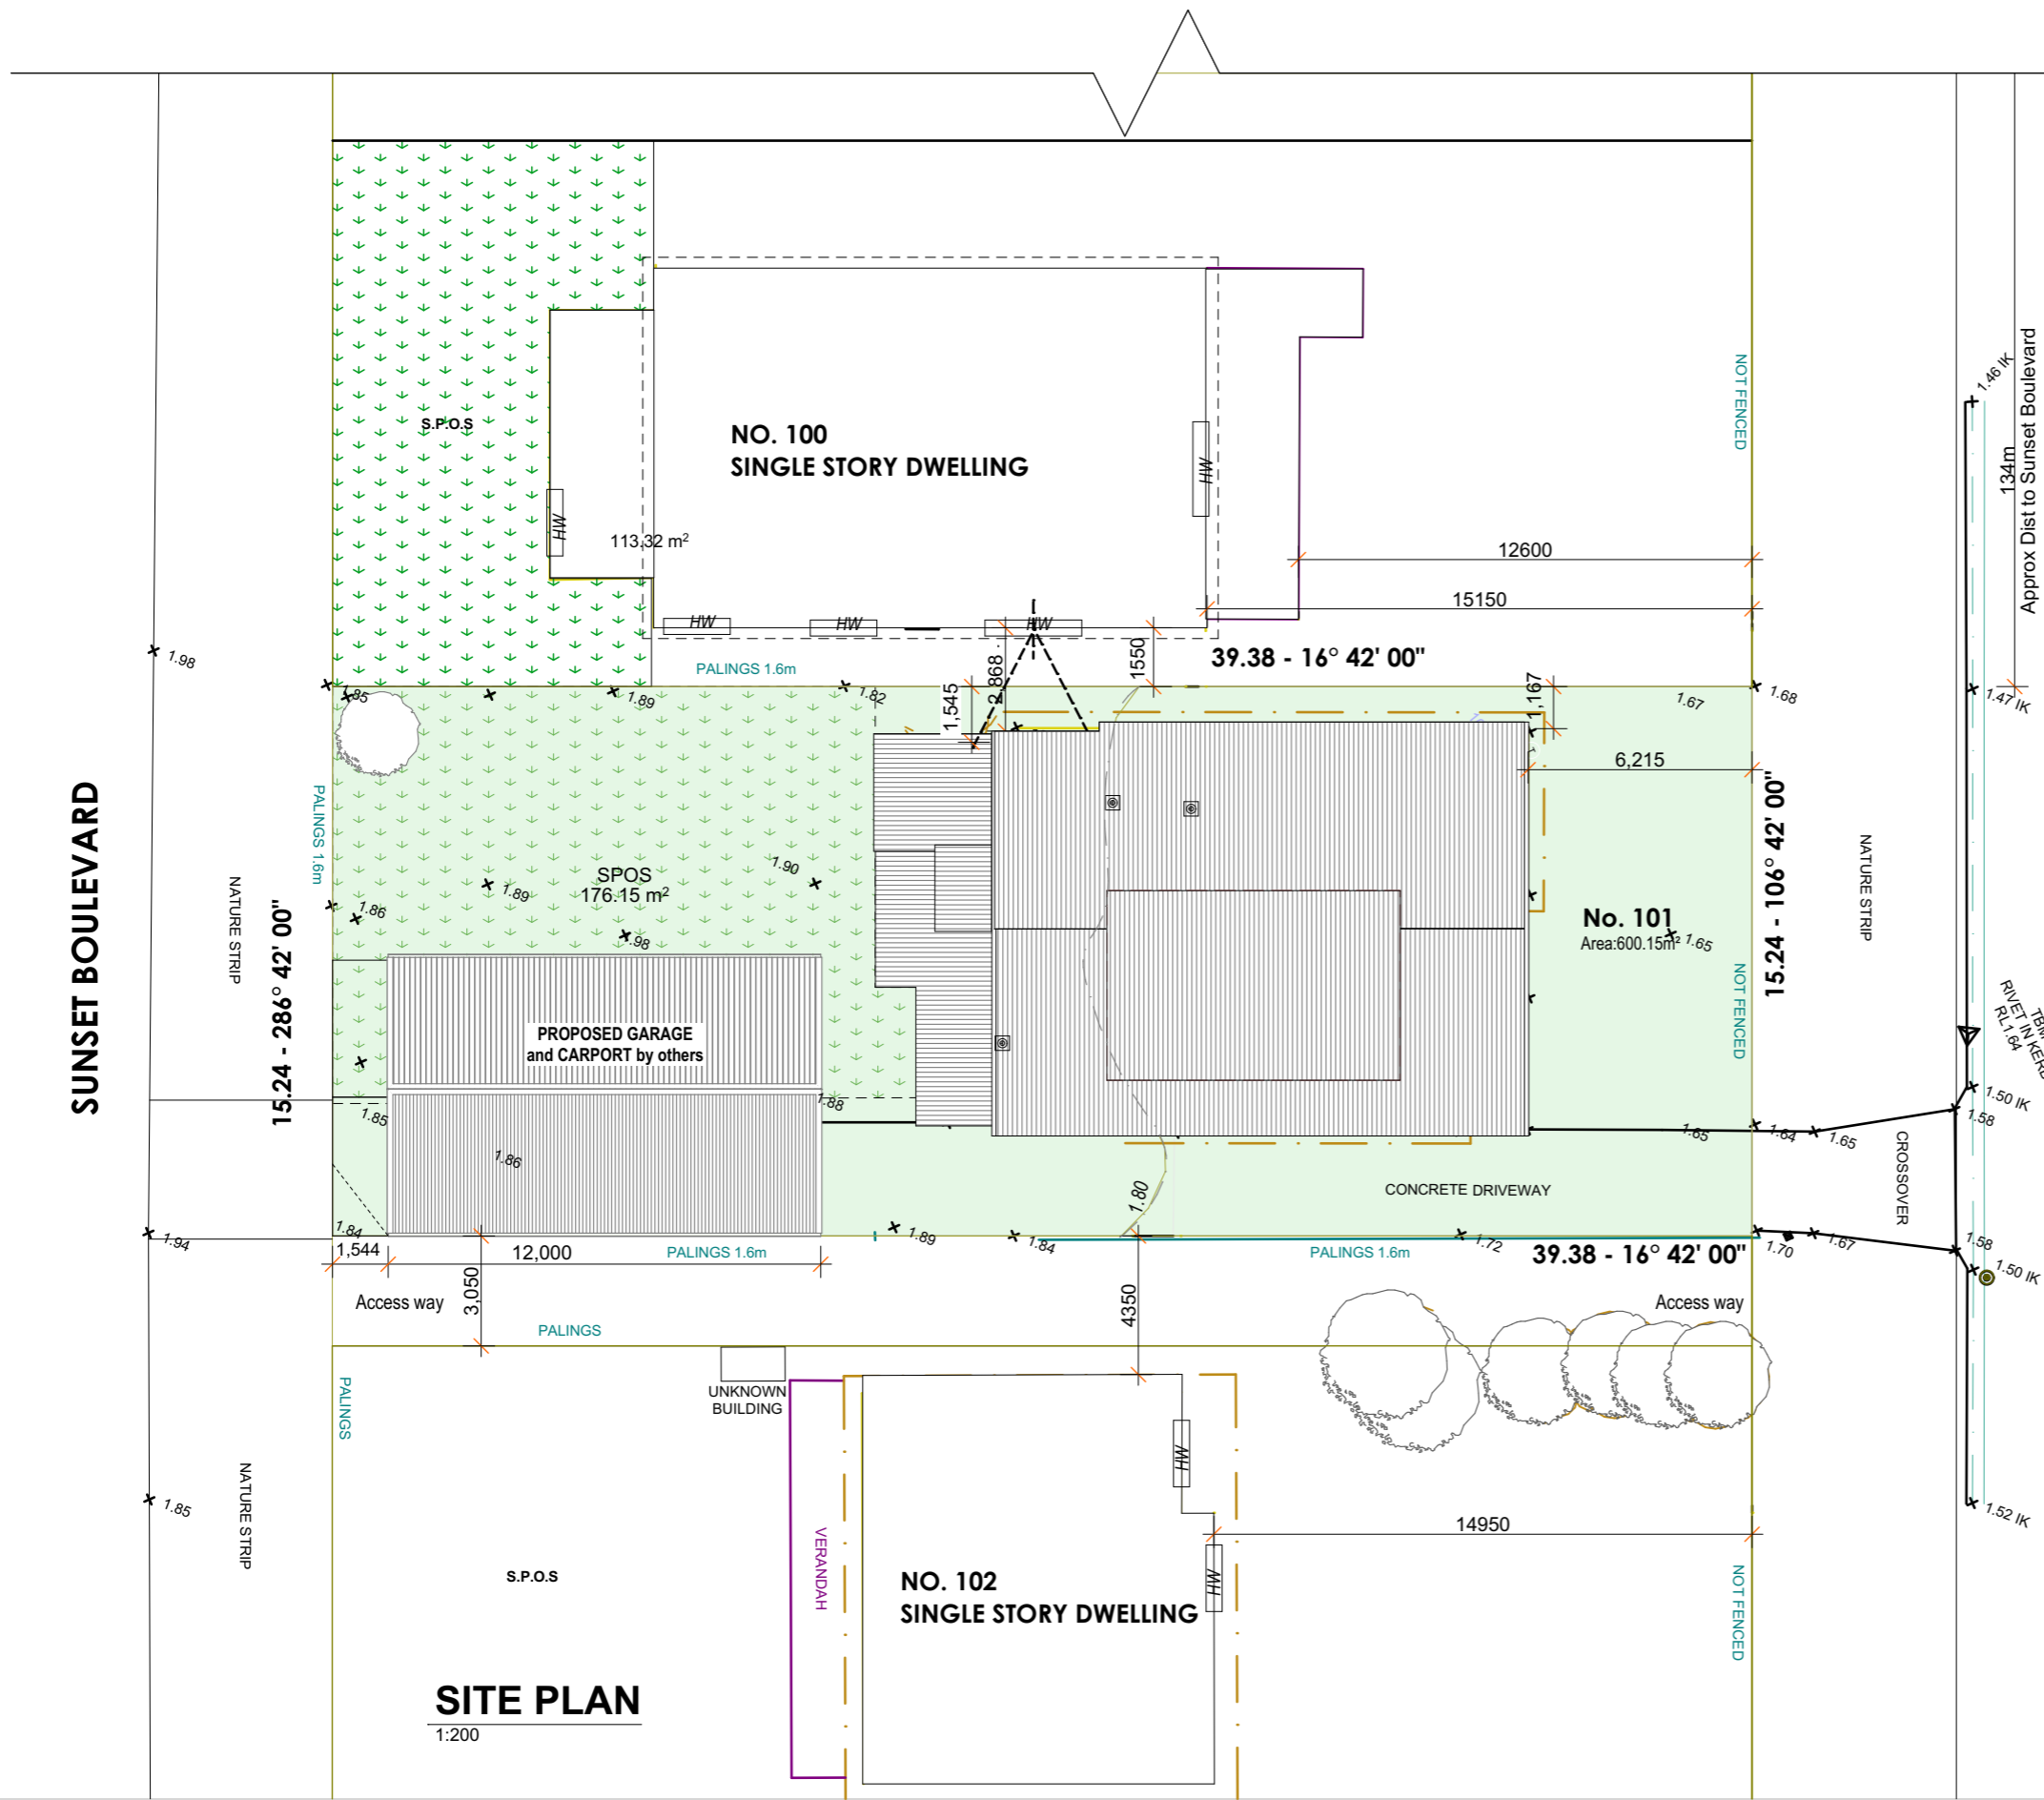 NO. 100
SINGLE STORY DWELLING
S.P.O.S
HW
113.32 m²
HW
HW
HW
HW
NOT FENCED
12600
15150
1550
2,868
1,545
1,167
39.38 - 16° 42' 00"
PALINGS 1.6m
134m
Approx Dist to Sunset Boulevard
1.46 IK
1.98
1.85
1.89
1.82
1.67
1.68
1.47 IK
6,215
SUNSET BOULEVARD
NATURE STRIP
15.24 - 286° 42' 00"
PALINGS 1.6m
1.86
1.89
1.90
SPOS
176.15 m²
.98
No. 101
Area:600.15m²
1.65
NOT FENCED
15.24 - 106° 42' 00"
NATURE STRIP
RIVET IN KERB
RL1.64
PROPOSED GARAGE
and CARPORT by others
1.85
1.88
1.86
1.84
1.65
1.64
1.65
1.58
1.50 IK
CROSSOVER
CONCRETE DRIVEWAY
1.80
1.94
1,544
12,000
PALINGS 1.6m
1.89
1.84
PALINGS 1.6m
1.72
39.38 - 16° 42' 00"
1.70
1.67
1.58
1.50 IK
Access way
3,050
4350
Access way
PALINGS
PALINGS
UNKNOWN
BUILDING
NATURE STRIP
1.85
VERANDAH
S.P.O.S
HW
HW
14950
NOT FENCED
1.52 IK
NO. 102
SINGLE STORY DWELLING
SITE PLAN
1:200